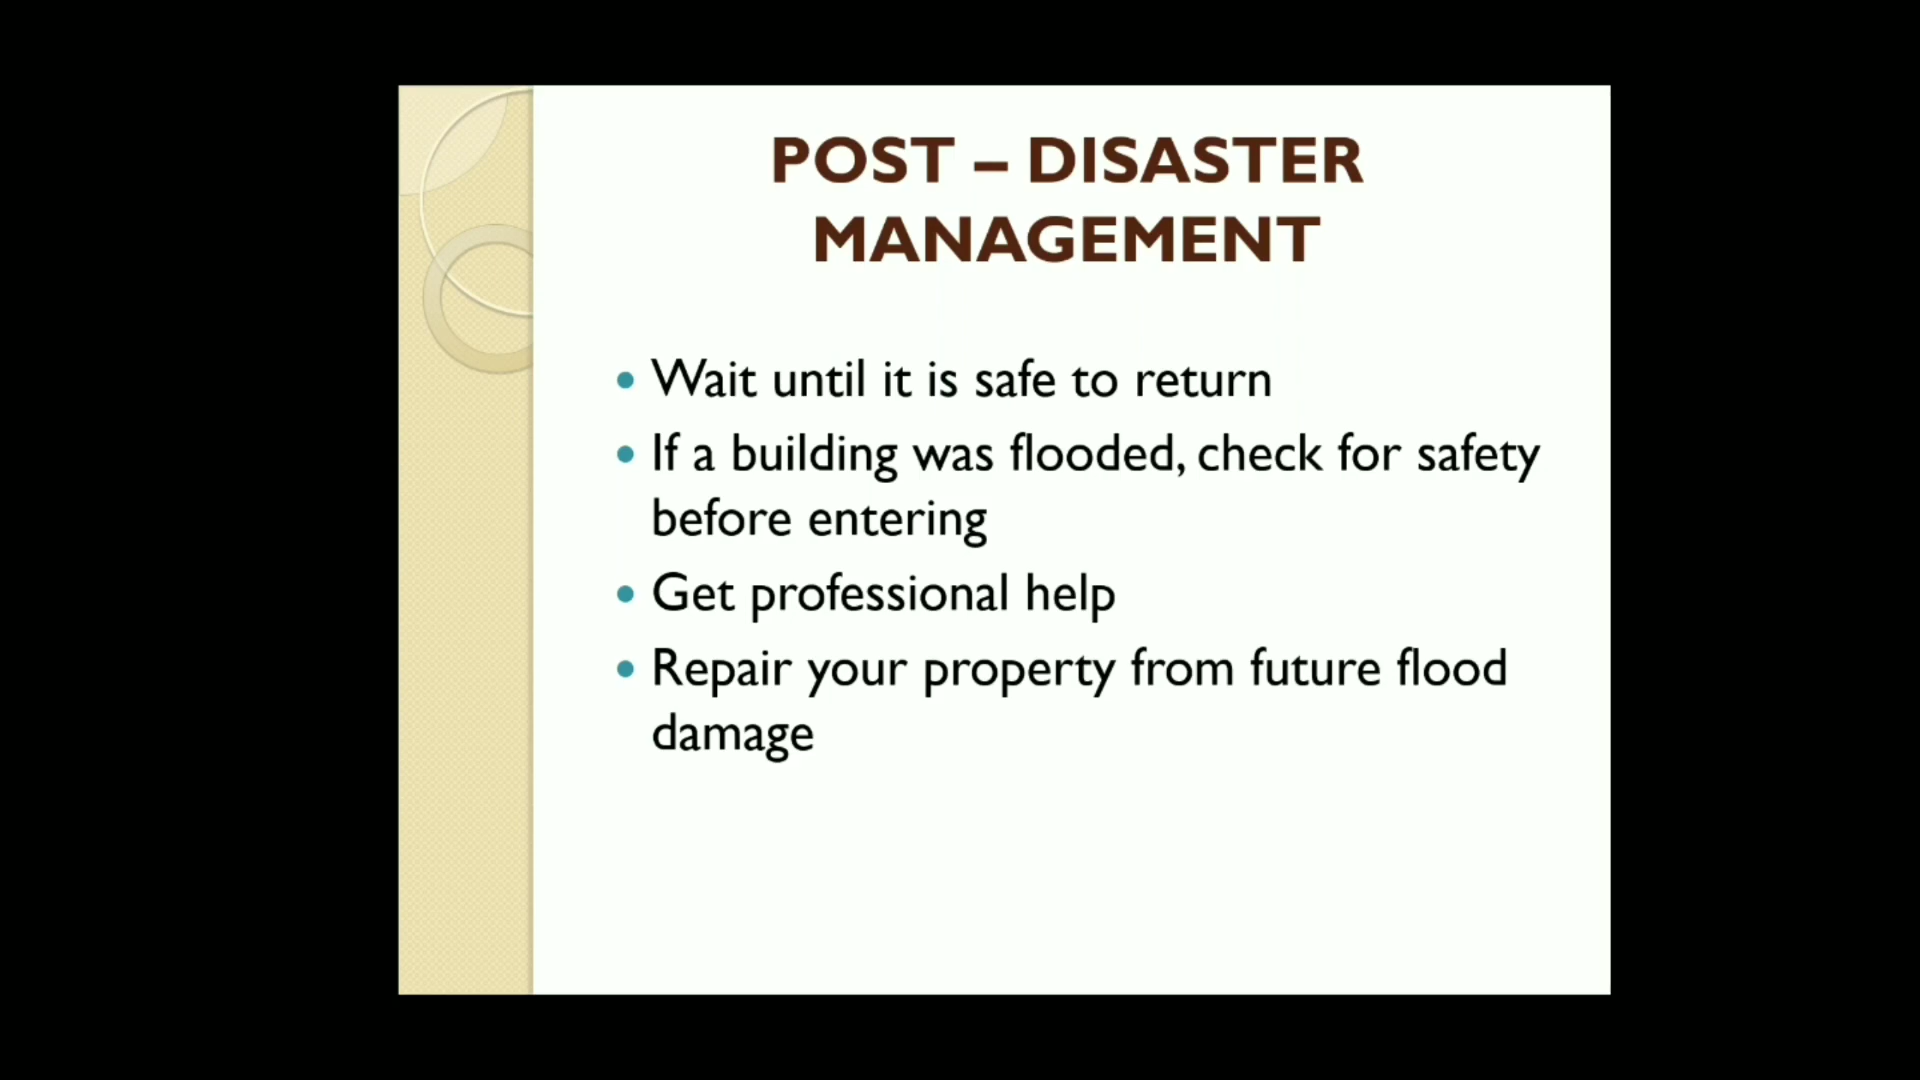 POST – DISASTER
MANAGEMENT
• Wait until it is safe to return
• If a building was flooded, check for safety
before entering
• Get professional help
• Repair your property from future flood
damage